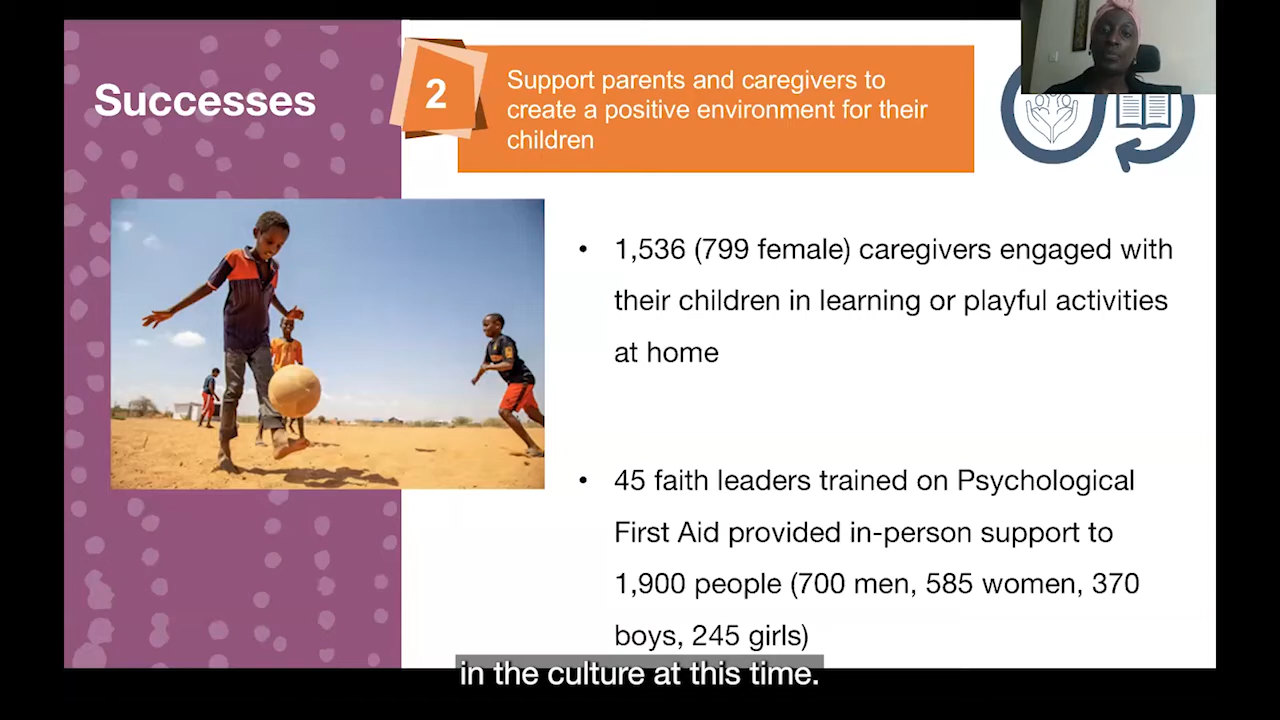 Successes
2
Support parents and caregivers to
create a positive environment for their
children
• 1,536 (799 female) caregivers engaged with
their children in learning or playful activities
at home
• 45 faith leaders trained on Psychological
First Aid provided in-person support to
1,900 people (700 men, 585 women, 370
boys, 245 girls)
in the culture at this time.